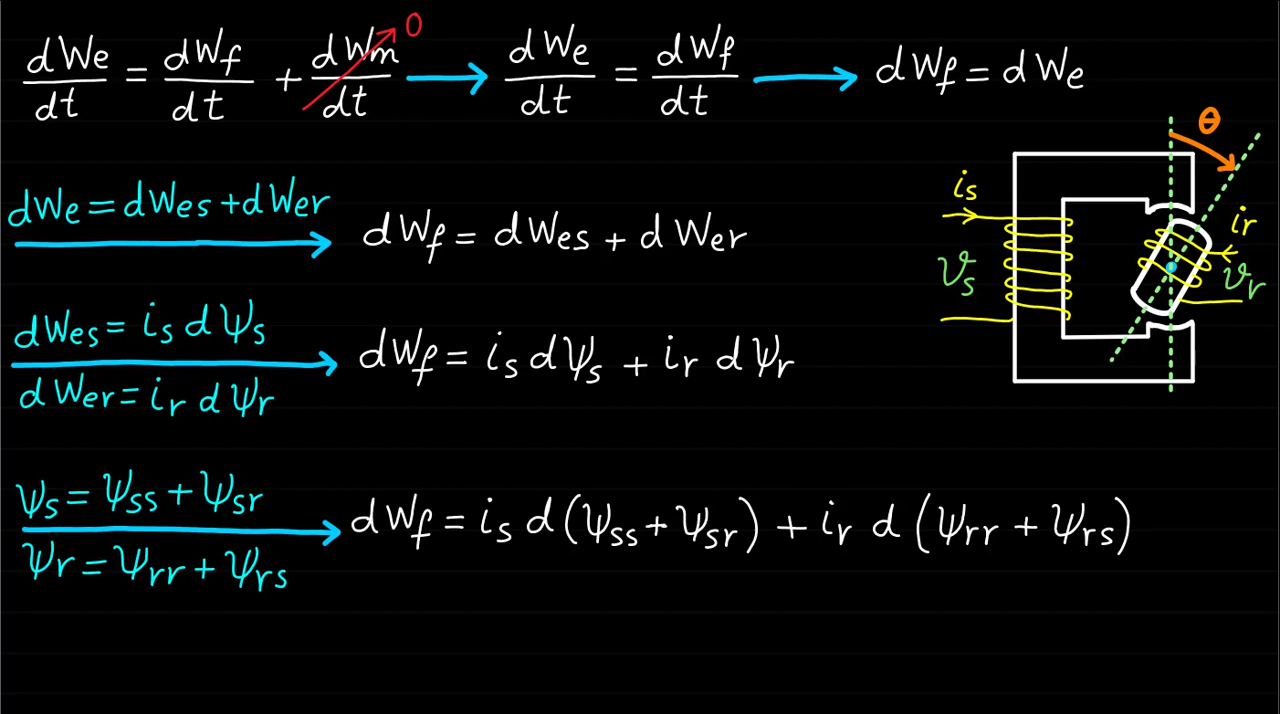 dWe/dt = dWf/dt + dWm/dt → 0 → dWe/dt = dWf/dt → dWf = dWe
θ
dWe = dWes + dWer → dWf = dWes + dWer
is
ir
vs
vr
dWes = is dψs
dWer = ir dψr
dWf = is dψs + ir dψr
ψs = ψss + ψsr
ψr = ψrr + ψrs
dWf = is d(ψss + ψsr) + ir d(ψrr + ψrs)